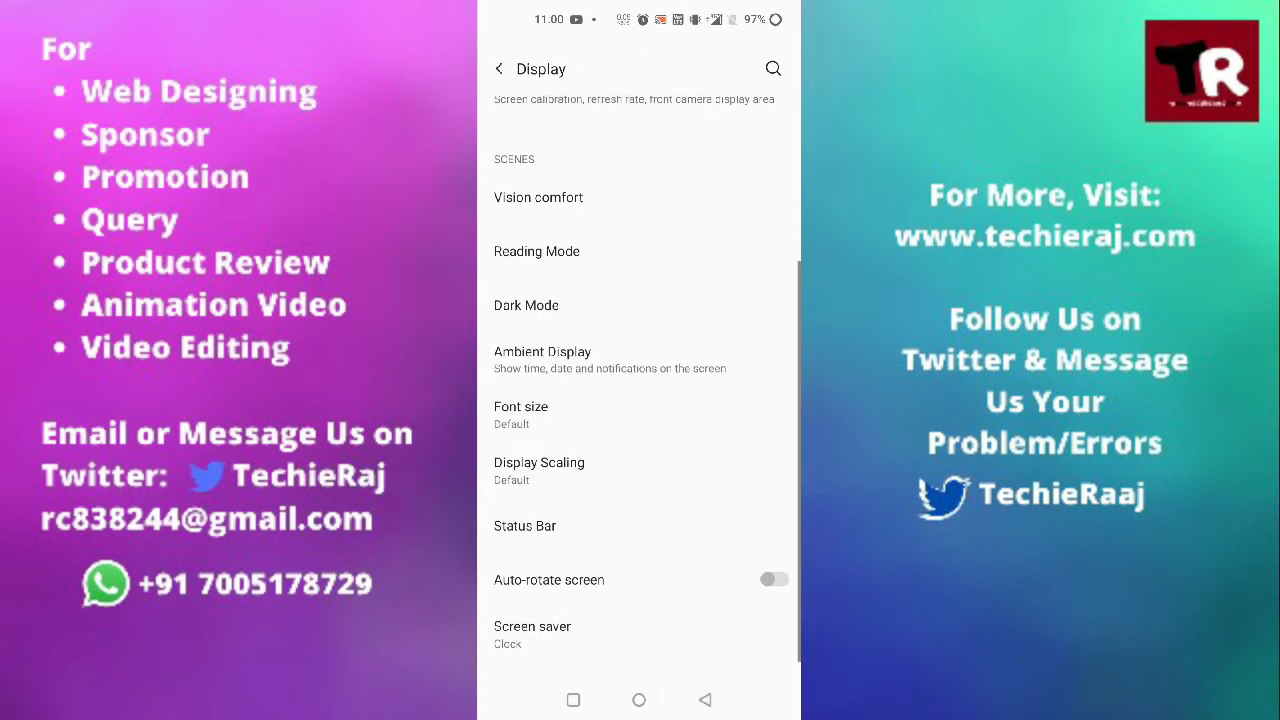 For
• Web Designing
• Sponsor
• Promotion
• Query
• Product Review
• Animation Video
• Video Editing
Email or Message Us on
Twitter: TechieRaj
rc838244@gmail.com
+91 7005178729
11.00
97%
Display
Screen calibration, refresh rate, front camera display area
SCENES
Vision comfort
Reading Mode
Dark Mode
Ambient Display
Show time, date and notifications on the screen
Font size
Default
Display Scaling
Default
Status Bar
Auto-rotate screen
Screen saver
Clock
TR
For More, Visit:
www.techieraj.com
Follow Us on
Twitter & Message
Us Your
Problem/Errors
TechieRaaj